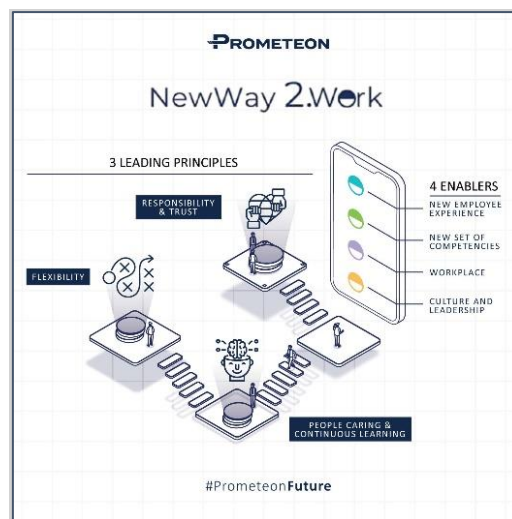 PROMETEON
NewWay 2.Work
3 LEADING PRINCIPLES
RESPONSIBILITY
& TRUST
FLEXIBILITY
PEOPLE CARING &
CONTINUOUS LEARNING
4 ENABLERS
NEW EMPLOYEE
EXPERIENCE
NEW SET OF
COMPETENCIES
WORKPLACE
CULTURE AND
LEADERSHIP
#PrometeonFuture